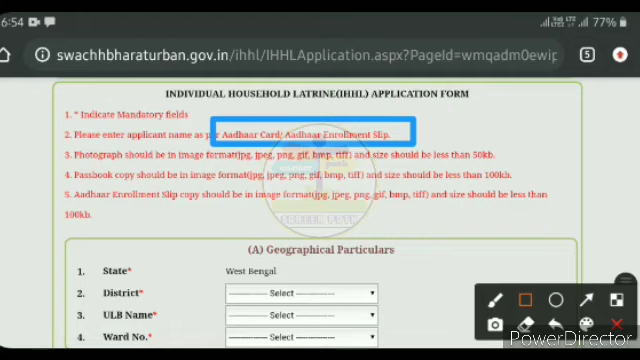 6:54
77%
swachhbharaturban.gov.in/ihhl/IHHLApplication.aspx?PageId=wmqadm0ewip
5
INDIVIDUAL HOUSEHOLD LATRINE(IHHL) APPLICATION FORM
1. * Indicate Mandatory fields
2. Please enter applicant name as per Aadhaar Card/ Aadhaar Enrollment Slip.
3. Photograph should be in image format(jpg, jpeg, png, gif, bmp, tiff) and size should be less than 50kb.
4. Passbook copy should be in image format(jpg, jpeg, png, gif, bmp, tiff) and size should be less than 100kb.
5. Aadhaar Enrollment Slip copy should be in image format(jpg, jpeg, png, gif, bmp, tiff) and size should be less than
100kb.
(A) Geographical Particulars
1. State* West Bengal
2. District* -------------- Select --------------
3. ULB Name* -------------- Select --------------
4. Ward No.* -------------- Select --------------
PowerDirector